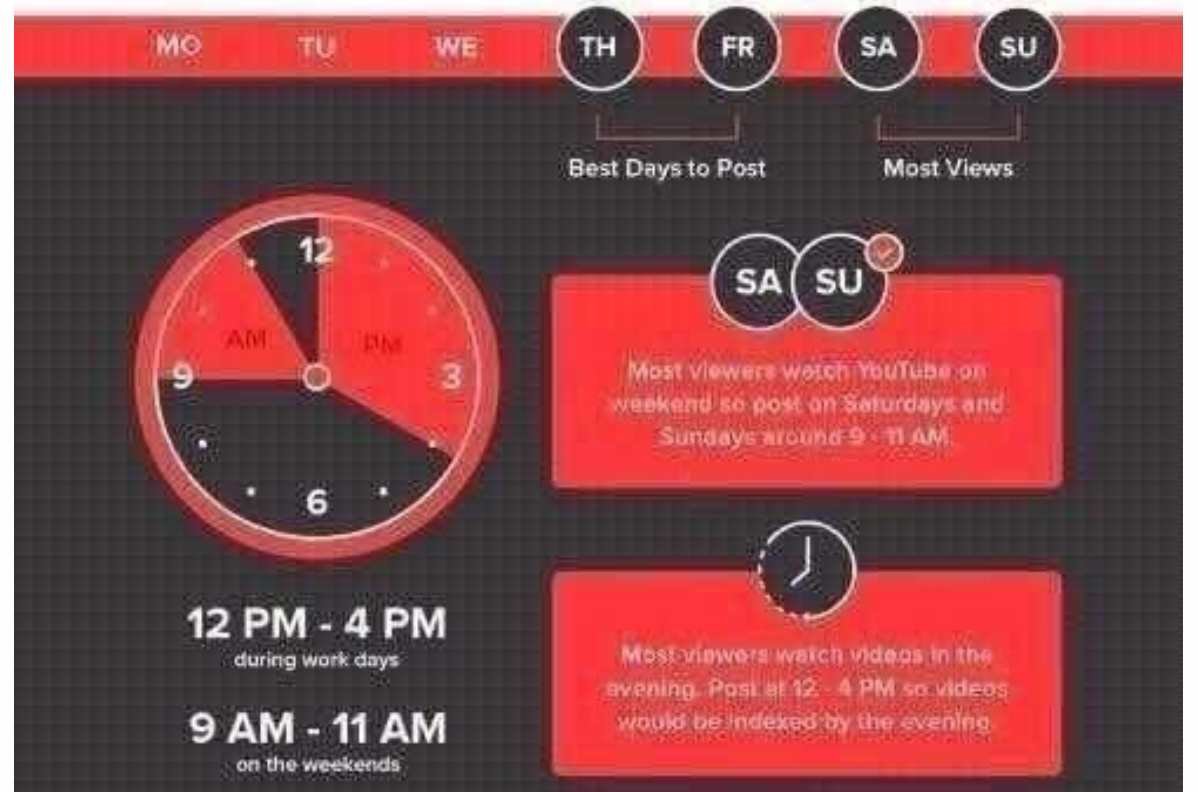 MO TU WE TH FR SA SU
Best Days to Post
Most Views
12
AM
PM
9
3
6
12 PM - 4 PM
during work days
9 AM - 11 AM
on the weekends
SA SU
Most viewers watch YouTube on
weekend so post on Saturdays and
Sundays around 9 - 11 AM.
Most viewers watch videos in the
evening. Post at 12 - 4 PM so videos
would be indexed by the evening.